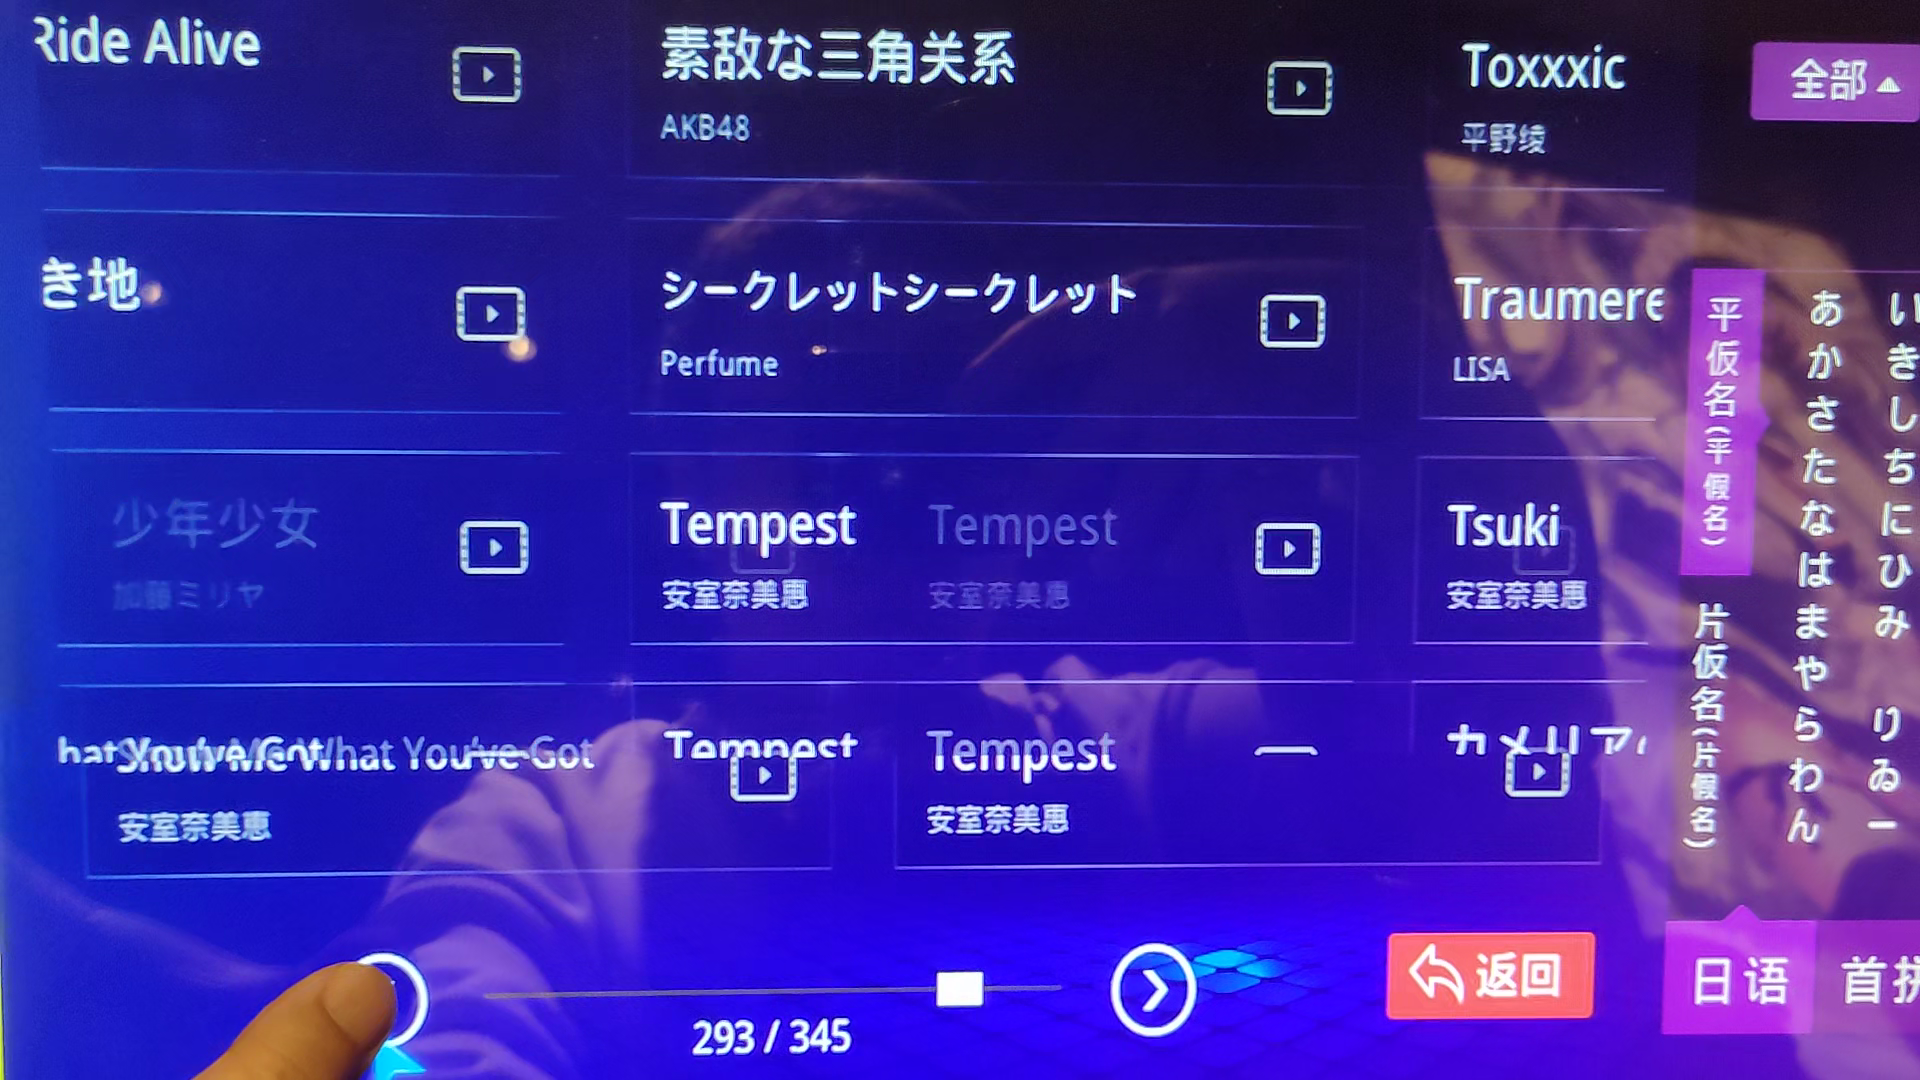 Ride Alive
素敌な三角关系
AKB48
Toxxxic
平野绫
全部
き地
シークレットシークレット
Perfume
Traumere
LISA
少年少女
加藤ミリヤ
Tempest
安室奈美恵
Tempest
安室奈美恵
Tsuki
安室奈美恵
hat You've Got
Show Me What You've Got
安室奈美恵
Tempest
Tempest
安室奈美恵
カメリア
平仮名(平假名)
片仮名(片假名)
あかさたなはまやらわん
いきしちにひみ りゐー
293 / 345
返回
日语
首拼